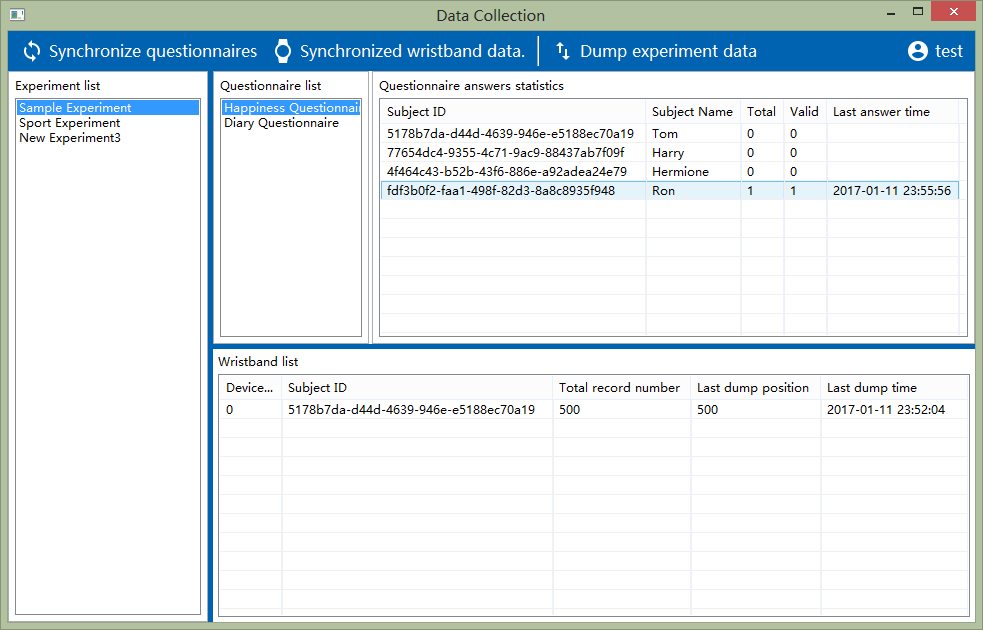 Data Collection
Synchronize questionnaires Synchronized wristband data. Dump experiment data test
Experiment list
Sample Experiment
Sport Experiment
New Experiment3
Questionnaire list
Happiness Questionnai
Diary Questionnaire
Questionnaire answers statistics
Subject ID Subject Name Total Valid Last answer time
5178b7da-d44d-4639-946e-e5188ec70a19 Tom 0 0
77654dc4-9355-4c71-9ac9-88437ab7f09f Harry 0 0
4f464c43-b52b-43f6-886e-a92adea24e79 Hermione 0 0
fdf3b0f2-faa1-498f-82d3-8a8c8935f948 Ron 1 1 2017-01-11 23:55:56
Wristband list
Device... Subject ID Total record number Last dump position Last dump time
0 5178b7da-d44d-4639-946e-e5188ec70a19 500 500 2017-01-11 23:52:04